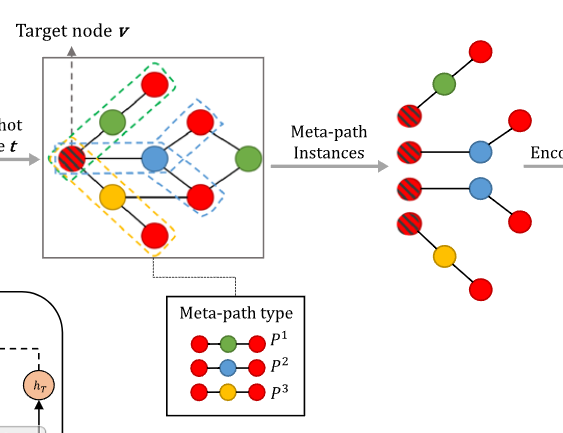 Target node v
hot
e t
Meta-path
Instances
Enco
Meta-path type
P1
P2
P3
hT